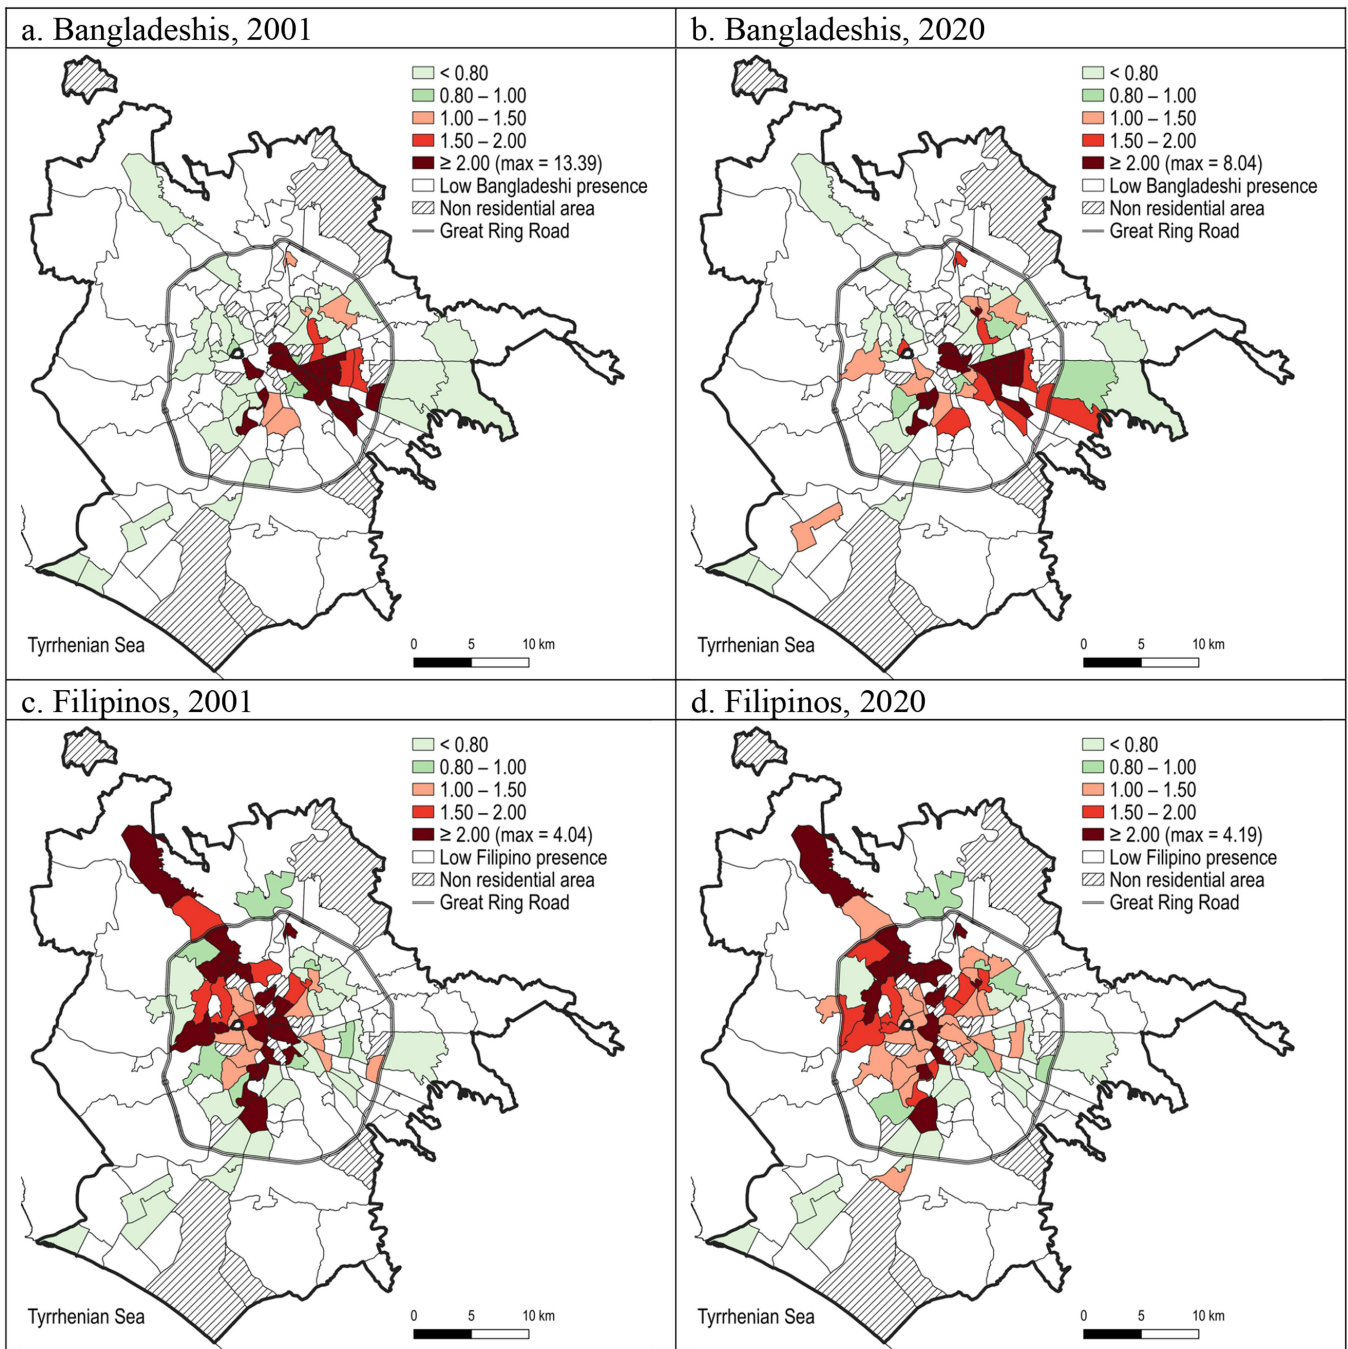 a. Bangladeshis, 2001
< 0.80
0.80 – 1.00
1.00 – 1.50
1.50 – 2.00
≥ 2.00 (max = 13.39)
Low Bangladeshi presence
Non residential area
Great Ring Road
Tyrrhenian Sea
0 5 10 km
b. Bangladeshis, 2020
< 0.80
0.80 – 1.00
1.00 – 1.50
1.50 – 2.00
≥ 2.00 (max = 8.04)
Low Bangladeshi presence
Non residential area
Great Ring Road
Tyrrhenian Sea
0 5 10 km
c. Filipinos, 2001
< 0.80
0.80 – 1.00
1.00 – 1.50
1.50 – 2.00
≥ 2.00 (max = 4.04)
Low Filipino presence
Non residential area
Great Ring Road
Tyrrhenian Sea
0 5 10 km
d. Filipinos, 2020
< 0.80
0.80 – 1.00
1.00 – 1.50
1.50 – 2.00
≥ 2.00 (max = 4.19)
Low Filipino presence
Non residential area
Great Ring Road
Tyrrhenian Sea
0 5 10 km